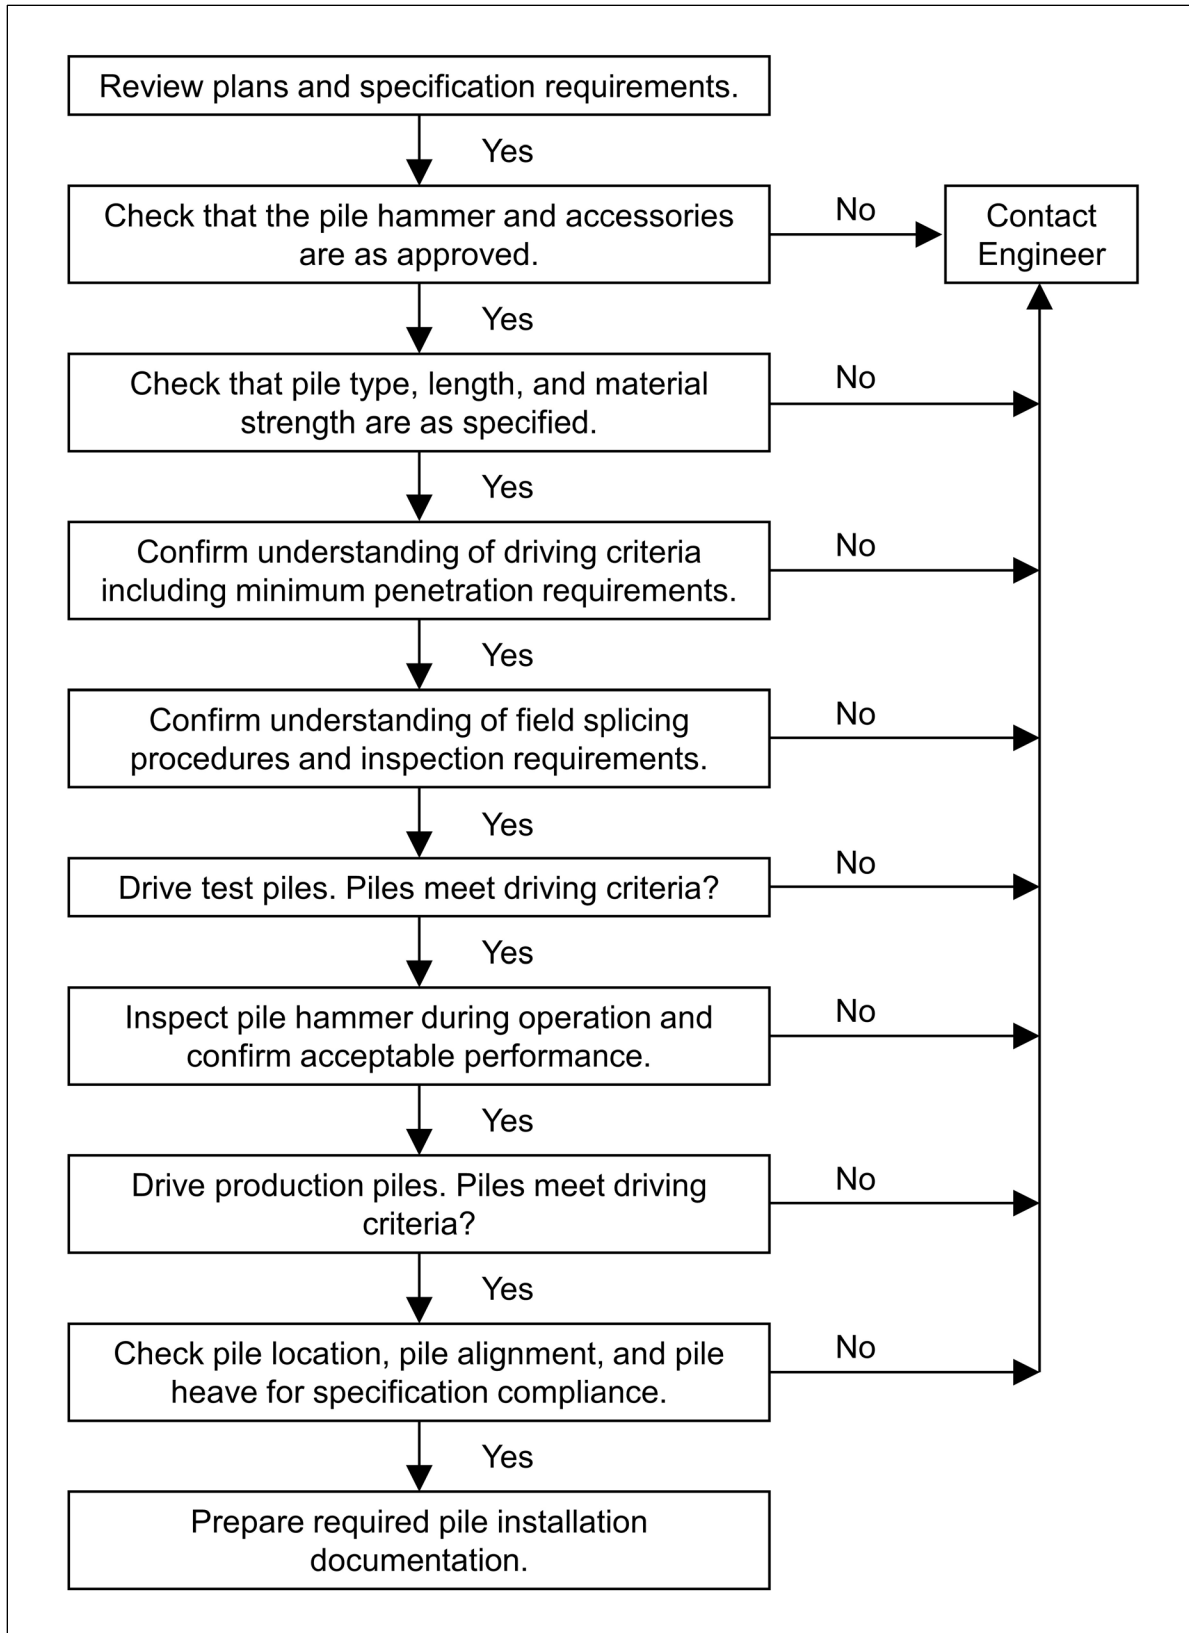 Review plans and specification requirements.
Yes
Check that the pile hammer and accessories
are as approved.
No
Contact
Engineer
Yes
Check that pile type, length, and material
strength are as specified.
No
Yes
Confirm understanding of driving criteria
including minimum penetration requirements.
No
Yes
Confirm understanding of field splicing
procedures and inspection requirements.
No
Yes
Drive test piles. Piles meet driving criteria?
No
Yes
Inspect pile hammer during operation and
confirm acceptable performance.
No
Yes
Drive production piles. Piles meet driving
criteria?
No
Yes
Check pile location, pile alignment, and pile
heave for specification compliance.
No
Yes
Prepare required pile installation
documentation.